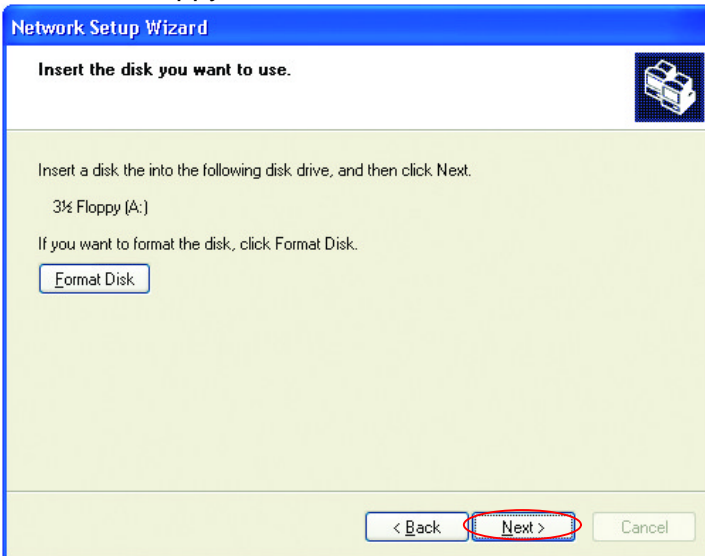 Network Setup Wizard
Insert the disk you want to use.
Insert a disk the into the following disk drive, and then click Next.
3½ Floppy (A:)
If you want to format the disk, click Format Disk.
Format Disk
< Back Next > Cancel